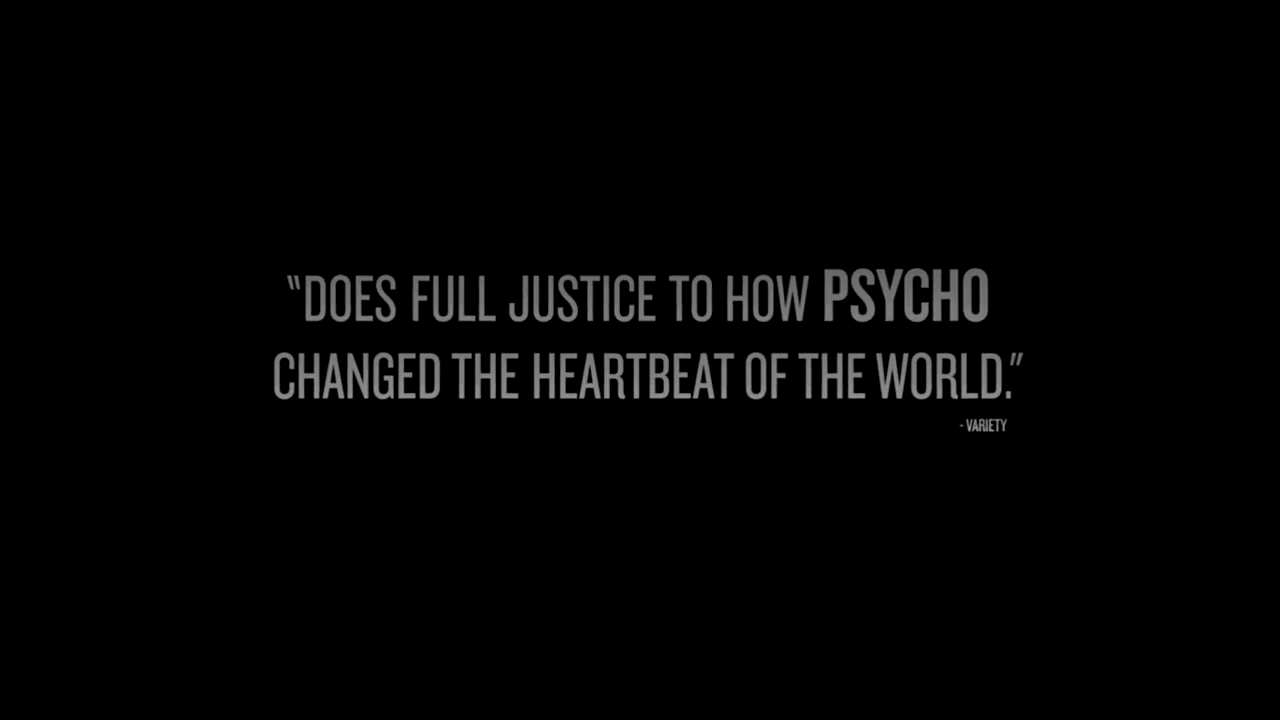 “DOES FULL JUSTICE TO HOW PSYCHO
CHANGED THE HEARTBEAT OF THE WORLD.”
- VARIETY